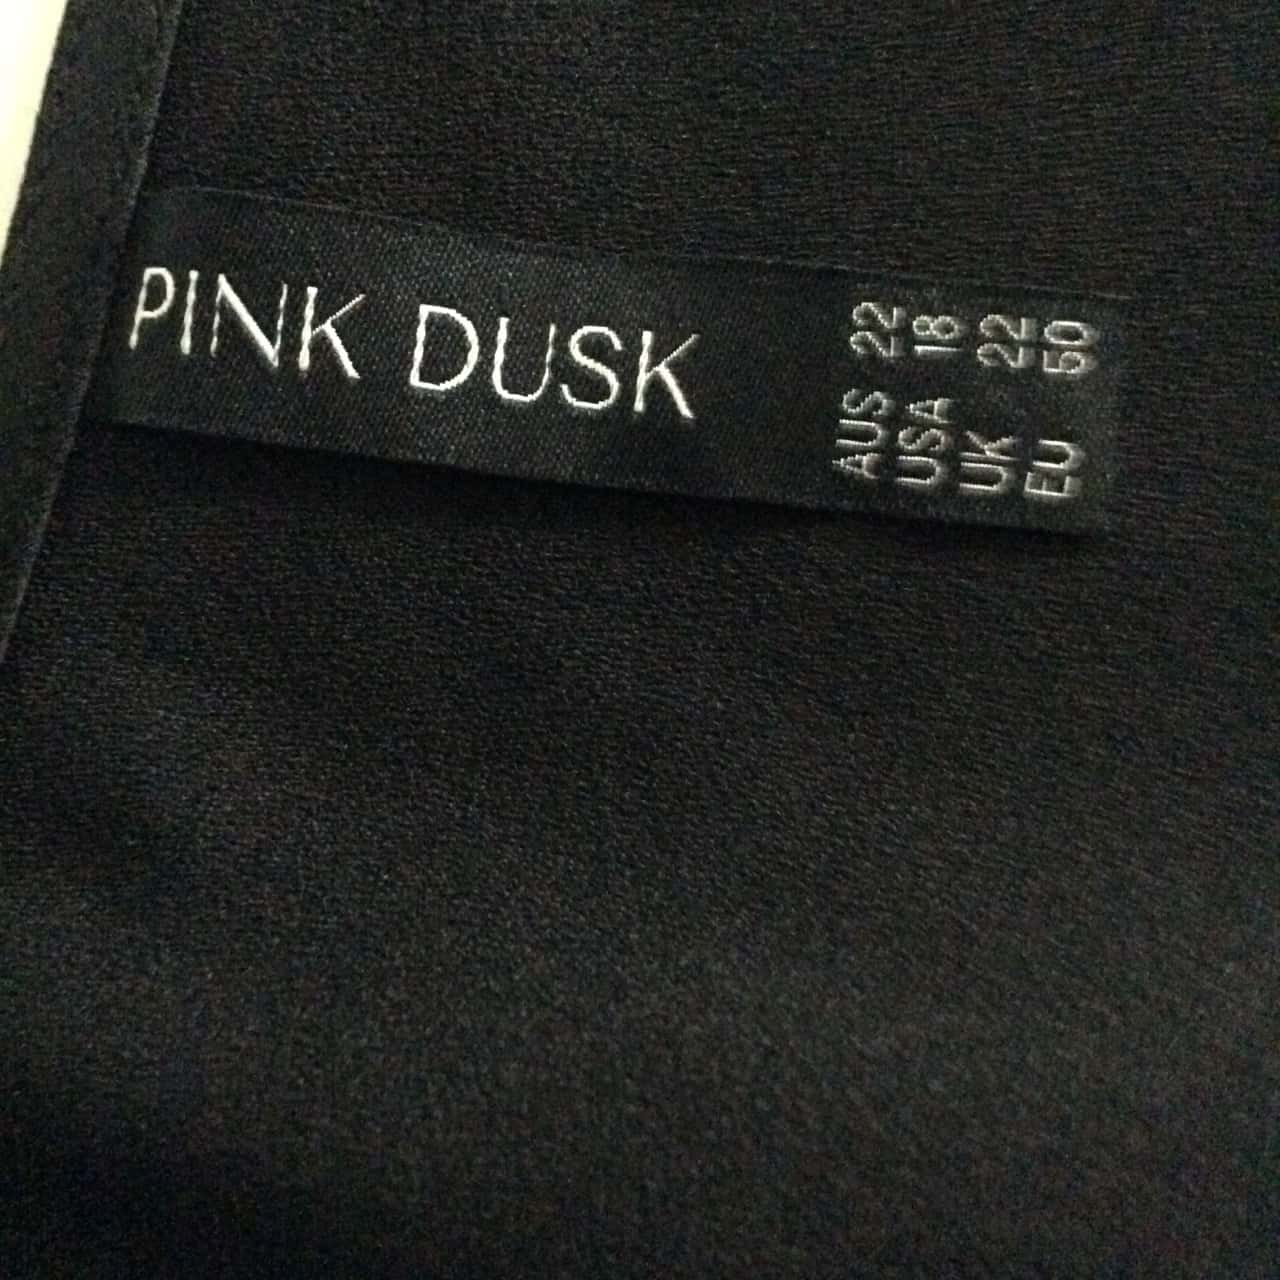 PINK DUSK
AUS 22
USA 18
UK 22
EU 50